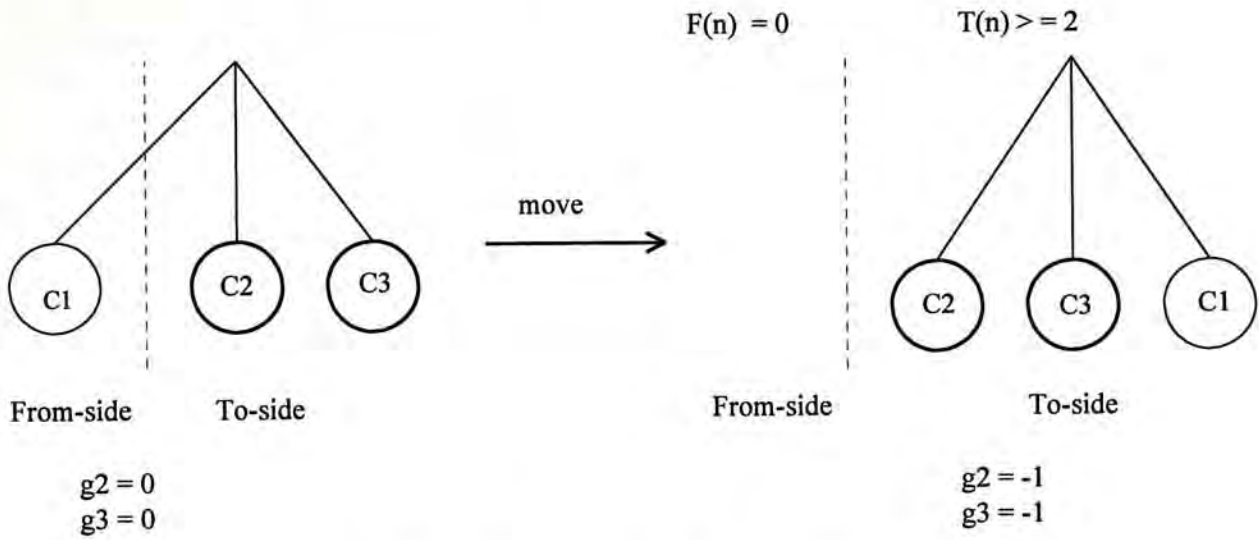 F(n) = 0 T(n) > = 2
move
C1 C2 C3
C2 C3 C1
From-side To-side
From-side To-side
g2 = 0
g3 = 0
g2 = -1
g3 = -1